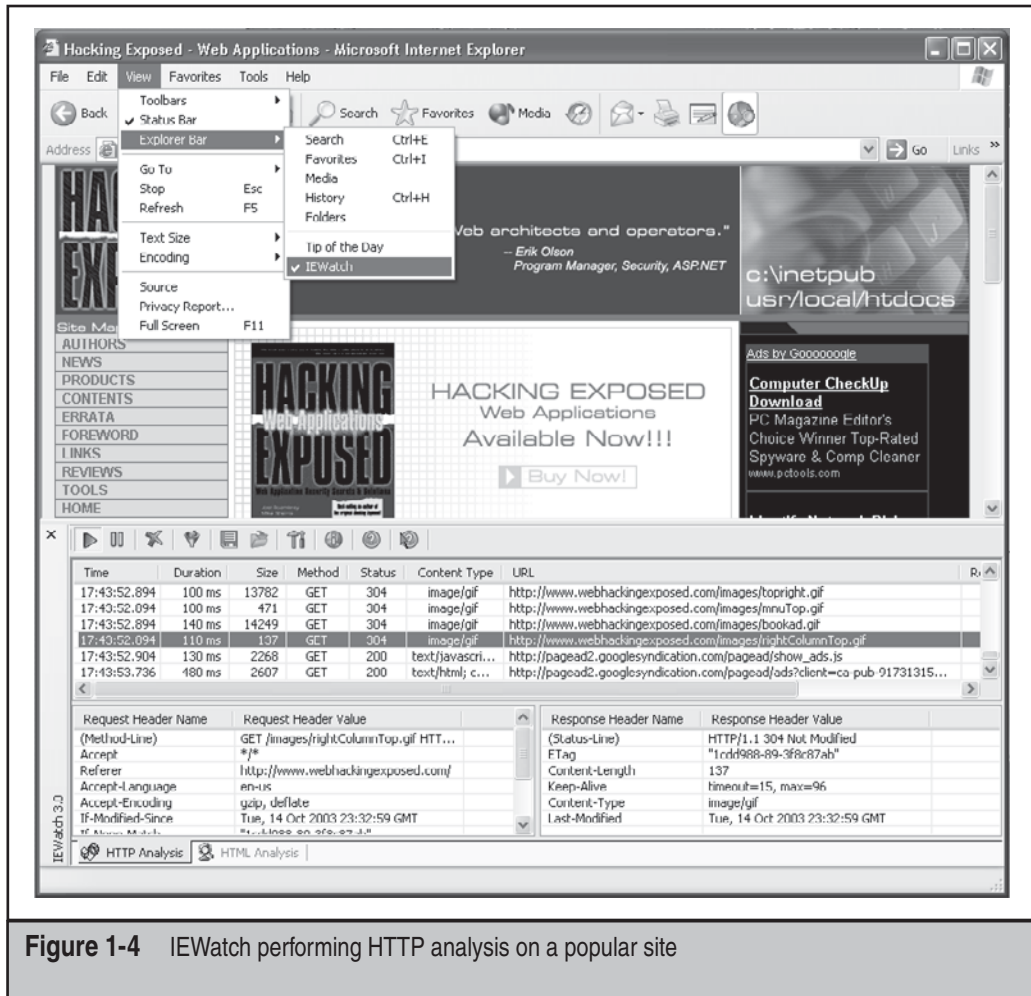 Hacking Exposed - Web Applications - Microsoft Internet Explorer
File Edit View Favorites Tools Help
Back Search Favorites Media
Address Go Links »
Toolbars
Status Bar
Explorer Bar
Go To
Stop Esc
Refresh F5
Text Size
Encoding
Source
Privacy Report...
Full Screen F11
Search Ctrl+E
Favorites Ctrl+I
Media
History Ctrl+H
Folders
Tip of the Day
IEWatch
Web architects and operators."
-- Erik Olson
Program Manager, Security, ASP.NET
c:\inetpub
usr/local/htdocs
Site Ma
AUTHORS
NEWS
PRODUCTS
CONTENTS
ERRATA
FOREWORD
LINKS
REVIEWS
TOOLS
HOME
HACKING
Web Applications
EXPOSED
Web Application Security Secrets & Solutions
HACKING EXPOSED
Web Applications
Available Now!!!
Buy Now!
Ads by Goooooogle
Computer CheckUp
Download
PC Magazine Editor's
Choice Winner Top-Rated
Spyware & Comp Cleaner
www.pctools.com
Time Duration Size Method Status Content Type URL
17:43:52.894 100 ms 13782 GET 304 image/gif http://www.webhackingexposed.com/images/topright.gif
17:43:52.894 100 ms 471 GET 304 image/gif http://www.webhackingexposed.com/images/mnuTop.gif
17:43:52.894 140 ms 14249 GET 304 image/gif http://www.webhackingexposed.com/images/bookad.gif
17:43:52.894 110 ms 137 GET 304 image/gif http://www.webhackingexposed.com/images/rightColumnTop.gif
17:43:52.904 130 ms 2268 GET 200 text/javascri... http://pagead2.googlesyndication.com/pagead/show_ads.js
17:43:53.736 480 ms 2607 GET 200 text/html; c... http://pagead2.googlesyndication.com/pagead/ads?client=ca-pub-91731315...
Request Header Name Request Header Value
(Method-Line) GET /images/rightColumnTop.gif HTT...
Accept */*
Referer http://www.webhackingexposed.com/
Accept-Language en-us
Accept-Encoding gzip, deflate
If-Modified-Since Tue, 14 Oct 2003 23:32:59 GMT
Response Header Name Response Header Value
(Status-Line) HTTP/1.1 304 Not Modified
ETag "1cdd988-89-3f8c87ab"
Content-Length 137
Keep-Alive timeout=15, max=96
Content-Type image/gif
Last-Modified Tue, 14 Oct 2003 23:32:59 GMT
IEWatch 3.0
HTTP Analysis HTML Analysis
Figure 1-4 IEWatch performing HTTP analysis on a popular site